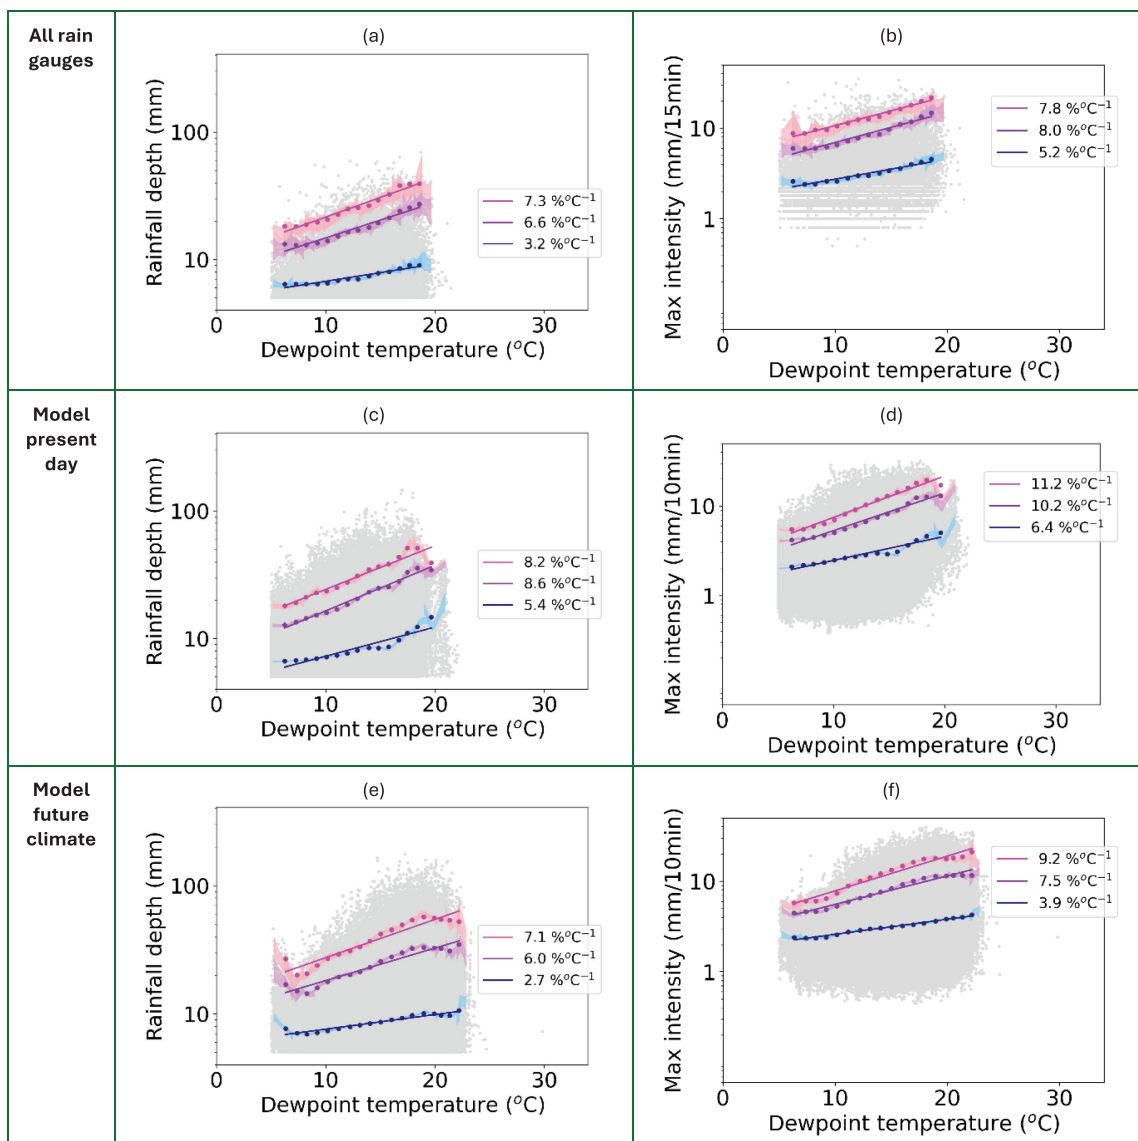 All rain
gauges
(a)
Rainfall depth (mm)
100
10
0
10
20
30
Dewpoint temperature (°C)
7.3 %°C⁻¹
6.6 %°C⁻¹
3.2 %°C⁻¹
(b)
Max intensity (mm/15min)
10
1
0
10
20
30
Dewpoint temperature (°C)
7.8 %°C⁻¹
8.0 %°C⁻¹
5.2 %°C⁻¹
Model
present
day
(c)
Rainfall depth (mm)
100
10
0
10
20
30
Dewpoint temperature (°C)
8.2 %°C⁻¹
8.6 %°C⁻¹
5.4 %°C⁻¹
(d)
Max intensity (mm/10min)
10
1
0
10
20
30
Dewpoint temperature (°C)
11.2 %°C⁻¹
10.2 %°C⁻¹
6.4 %°C⁻¹
Model
future
climate
(e)
Rainfall depth (mm)
100
10
0
10
20
30
Dewpoint temperature (°C)
7.1 %°C⁻¹
6.0 %°C⁻¹
2.7 %°C⁻¹
(f)
Max intensity (mm/10min)
10
1
0
10
20
30
Dewpoint temperature (°C)
9.2 %°C⁻¹
7.5 %°C⁻¹
3.9 %°C⁻¹